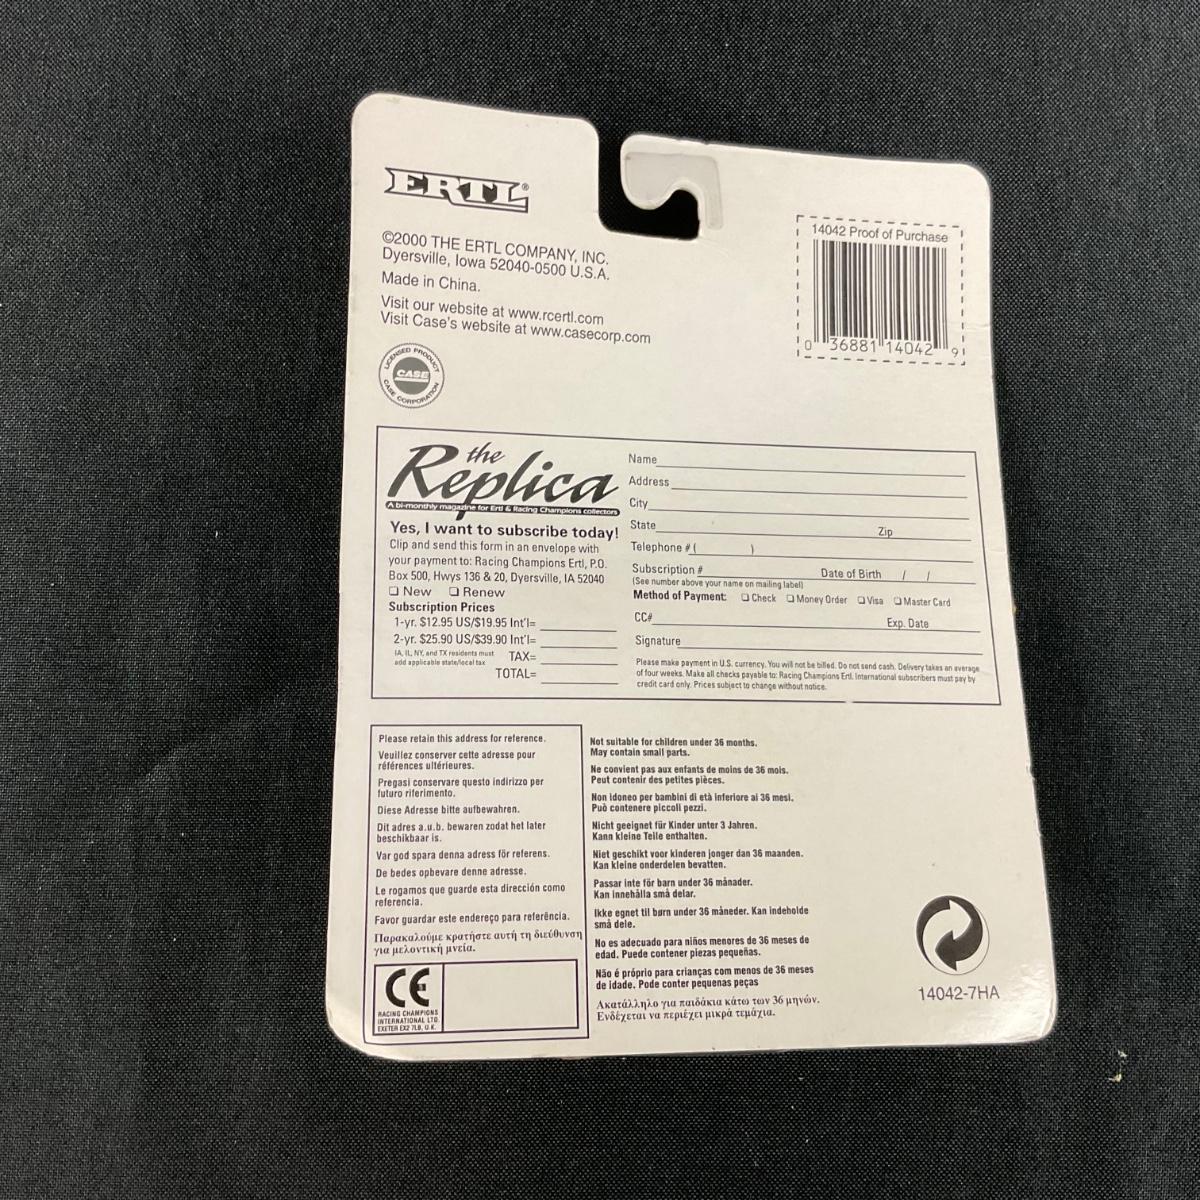 ERTL®
©2000 THE ERTL COMPANY, INC.
Dyersville, Iowa 52040-0500 U.S.A.
Made in China.
Visit our website at www.rcertl.com
Visit Case's website at www.casecorp.com
LICENSED PRODUCT
CASE
CASE CORPORATION
14042 Proof of Purchase
0 36881 14042 9
the
Replica
A bi-monthly magazine for Ertl & Racing Champions collectors
Yes, I want to subscribe today!
Clip and send this form in an envelope with
your payment to: Racing Champions Ertl, P.O.
Box 500, Hwys 136 & 20, Dyersville, IA 52040
❏ New ❏ Renew
Subscription Prices
1-yr. $12.95 US/$19.95 Int'l=
2-yr. $25.90 US/$39.90 Int'l=
IA, IL, NY, and TX residents must
add applicable state/local tax TAX=
TOTAL=
Name
Address
City
State Zip
Telephone # ( )
Subscription # Date of Birth / /
(See number above your name on mailing label)
Method of Payment: ❏ Check ❏ Money Order ❏ Visa ❏ Master Card
CC# Exp. Date
Signature
Please make payment in U.S. currency. You will not be billed. Do not send cash. Delivery takes an average
of four weeks. Make all checks payable to: Racing Champions Ertl. International subscribers must pay by
credit card only. Prices subject to change without notice.
Please retain this address for reference.
Veuillez conserver cette adresse pour
références ultérieures.
Pregasi conservare questo indirizzo per
futuro riferimento.
Diese Adresse bitte aufbewahren.
Dit adres a.u.b. bewaren zodat het later
beschikbaar is.
Var god spara denna adress för referens.
De bedes opbevare denne adresse.
Le rogamos que guarde esta dirección como
referencia.
Favor guardar este endereço para referência.
Παρακαλούμε κρατήστε αυτή τη διεύθυνση
για μελοντική μνεία.
CE
RACING CHAMPIONS
INTERNATIONAL LTD.
EXETER EX2 7LB, U.K.
Not suitable for children under 36 months.
May contain small parts.
Ne convient pas aux enfants de moins de 36 mois.
Peut contenir des petites pièces.
Non idoneo per bambini di età inferiore ai 36 mesi.
Può contenere piccoli pezzi.
Nicht geeignet für Kinder unter 3 Jahren.
Kann kleine Teile enthalten.
Niet geschikt voor kinderen jonger dan 36 maanden.
Kan kleine onderdelen bevatten.
Passar inte för barn under 36 månader.
Kan innehålla små delar.
Ikke egnet til børn under 36 måneder. Kan indeholde
små dele.
No es adecuado para niños menores de 36 meses de
edad. Puede contener piezas pequeñas.
Não é próprio para crianças com menos de 36 meses
de idade. Pode conter pequenas peças
Ακατάλληλο για παιδάκια κάτω των 36 μηνών.
Ενδέχεται να περιέχει μικρά τεμάχια.
14042-7HA